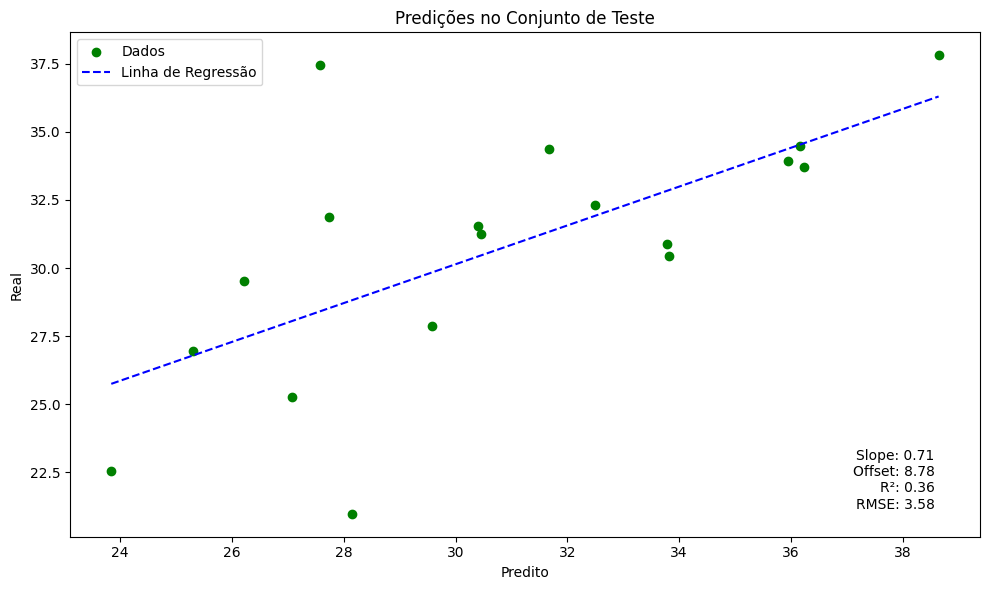 Predições no Conjunto de Teste
Dados
Linha de Regressão
37.5
35.0
32.5
30.0
27.5
25.0
22.5
Real
Slope: 0.71
Offset: 8.78
R²: 0.36
RMSE: 3.58
24
26
28
30
32
34
36
38
Predito